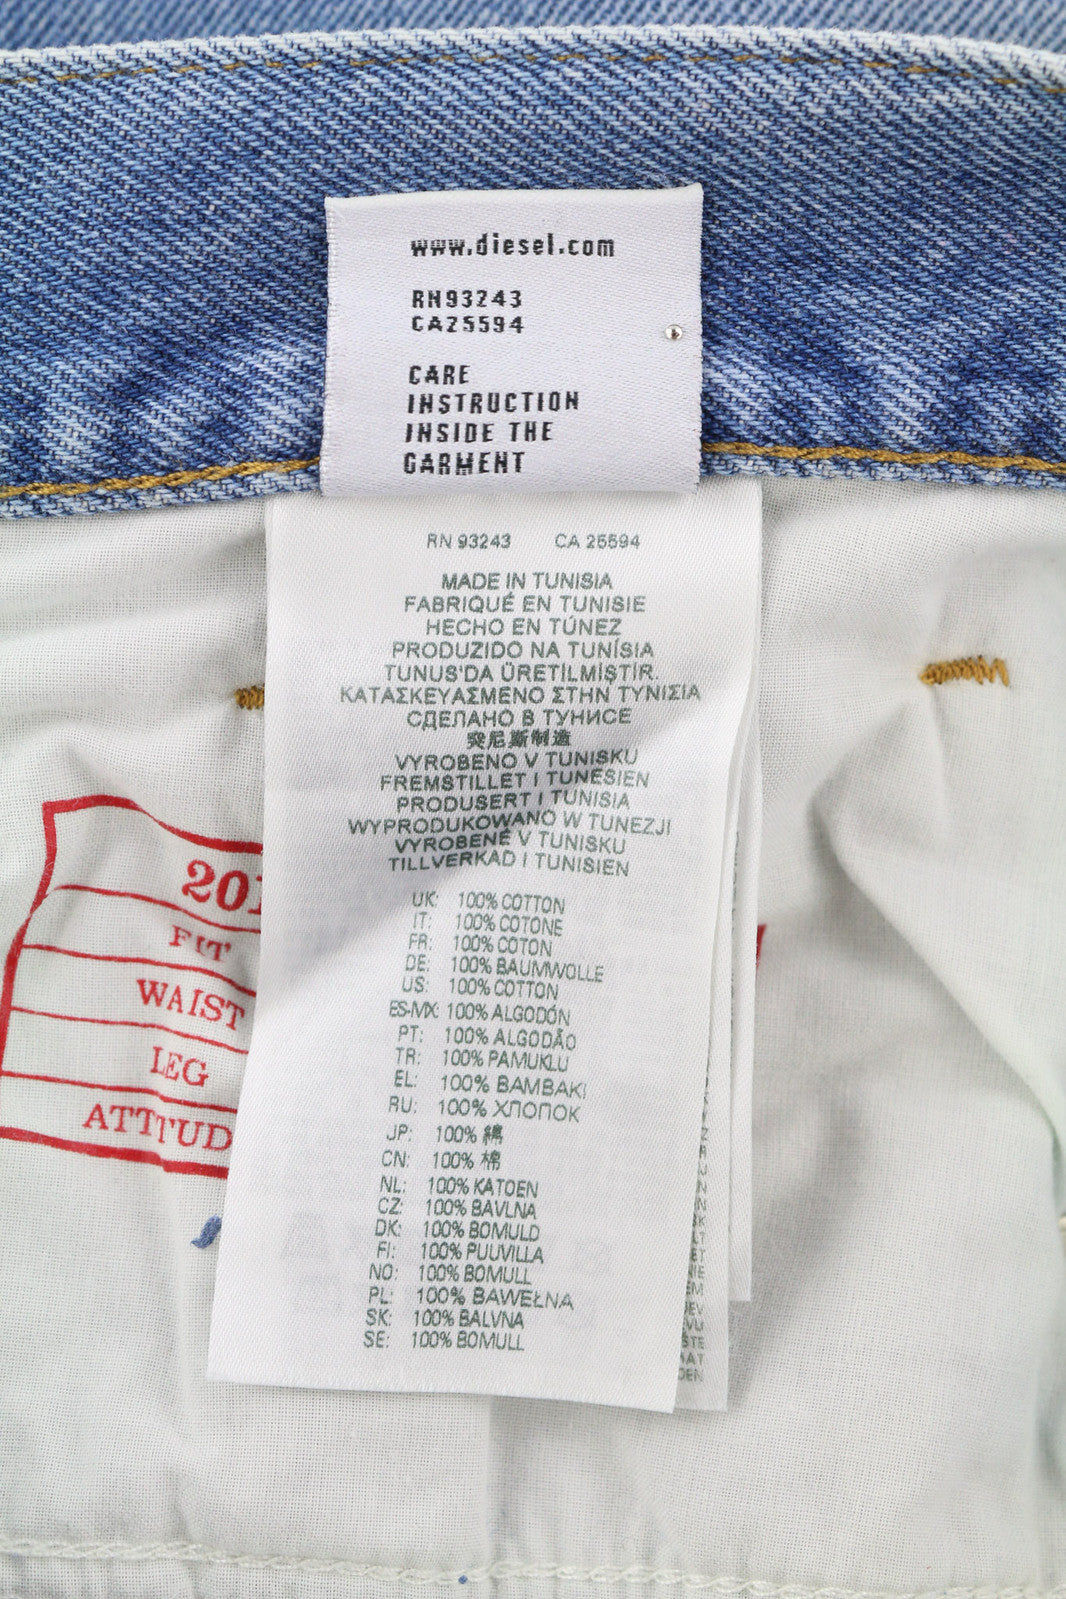 www.diesel.com
RN93243
CA25594
CARE
INSTRUCTION
INSIDE THE
GARMENT
RN 93243 CA 25594
MADE IN TUNISIA
FABRIQUÉ EN TUNISIE
HECHO EN TÚNEZ
PRODUZIDO NA TUNÍSIA
TUNUS'DA ÜRETİLMİŞTİR.
ΚΑΤΑΣΚΕΥΑΣΜΕΝΟ ΣΤΗΝ ΤΥΝΙΣΙΑ
СДЕЛАНО В ТУНИСЕ
突尼斯制造
VYROBENO V TUNISKU
FREMSTILLET I TUNESIEN
PRODUSERT I TUNISIA
WYPRODUKOWANO W TUNEZJI
VYROBENÉ V TUNISKU
TILLVERKAD I TUNISIEN
UK: 100% COTTON
IT: 100% COTONE
FR: 100% COTON
DE: 100% BAUMWOLLE
US: 100% COTTON
ES-MX: 100% ALGODÓN
PT: 100% ALGODÃO
TR: 100% PAMUKLU
EL: 100% ΒΑΜΒΑΚΙ
RU: 100% ХЛОПОК
JP: 100% 綿
CN: 100% 棉
NL: 100% KATOEN
CZ: 100% BAVLNA
DK: 100% BOMULD
FI: 100% PUUVILLA
NO: 100% BOMULL
PL: 100% BAWEŁNA
SK: 100% BALVNA
SE: 100% BOMULL
201
FIT
WAIST
LEG
ATTITUD